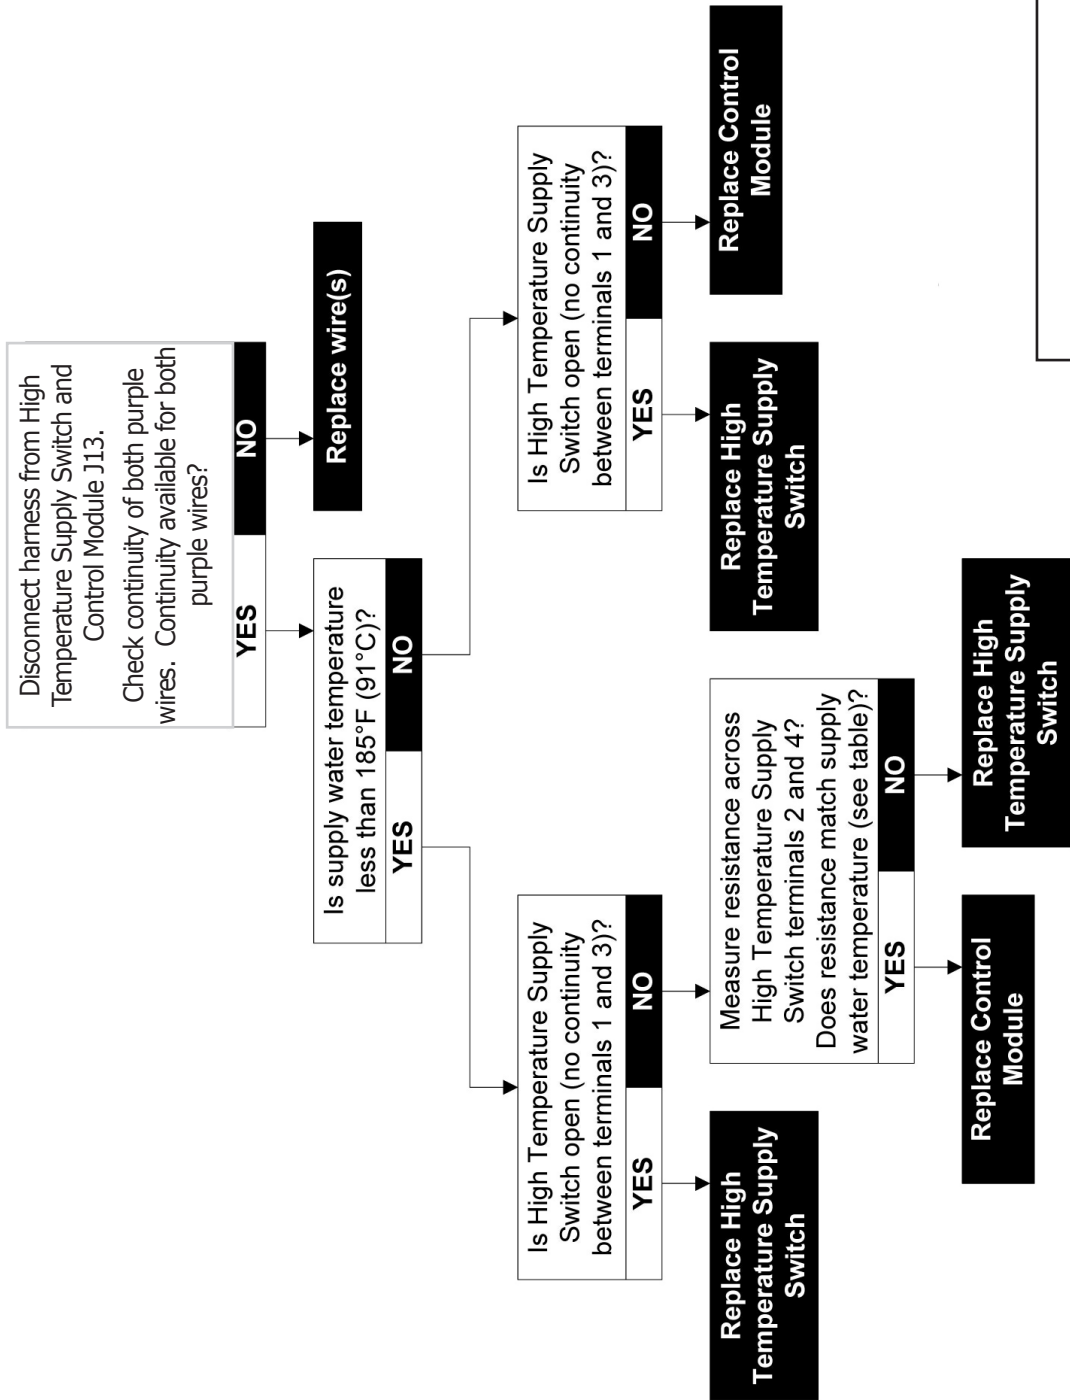 Disconnect harness from High
Temperature Supply Switch and
Control Module J13.
Check continuity of both purple
wires. Continuity available for both
purple wires?
YES
NO
Replace wire(s)
Is supply water temperature
less than 185°F (91°C)?
YES
NO
Is High Temperature Supply
Switch open (no continuity
between terminals 1 and 3)?
YES
NO
Is High Temperature Supply
Switch open (no continuity
between terminals 1 and 3)?
YES
NO
Replace High
Temperature Supply
Switch
Measure resistance across
High Temperature Supply
Switch terminals 2 and 4?
Does resistance match supply
water temperature (see table)?
YES
NO
Replace High
Temperature Supply
Switch
Replace Control
Module
Replace Control
Module
Replace High
Temperature Supply
Switch